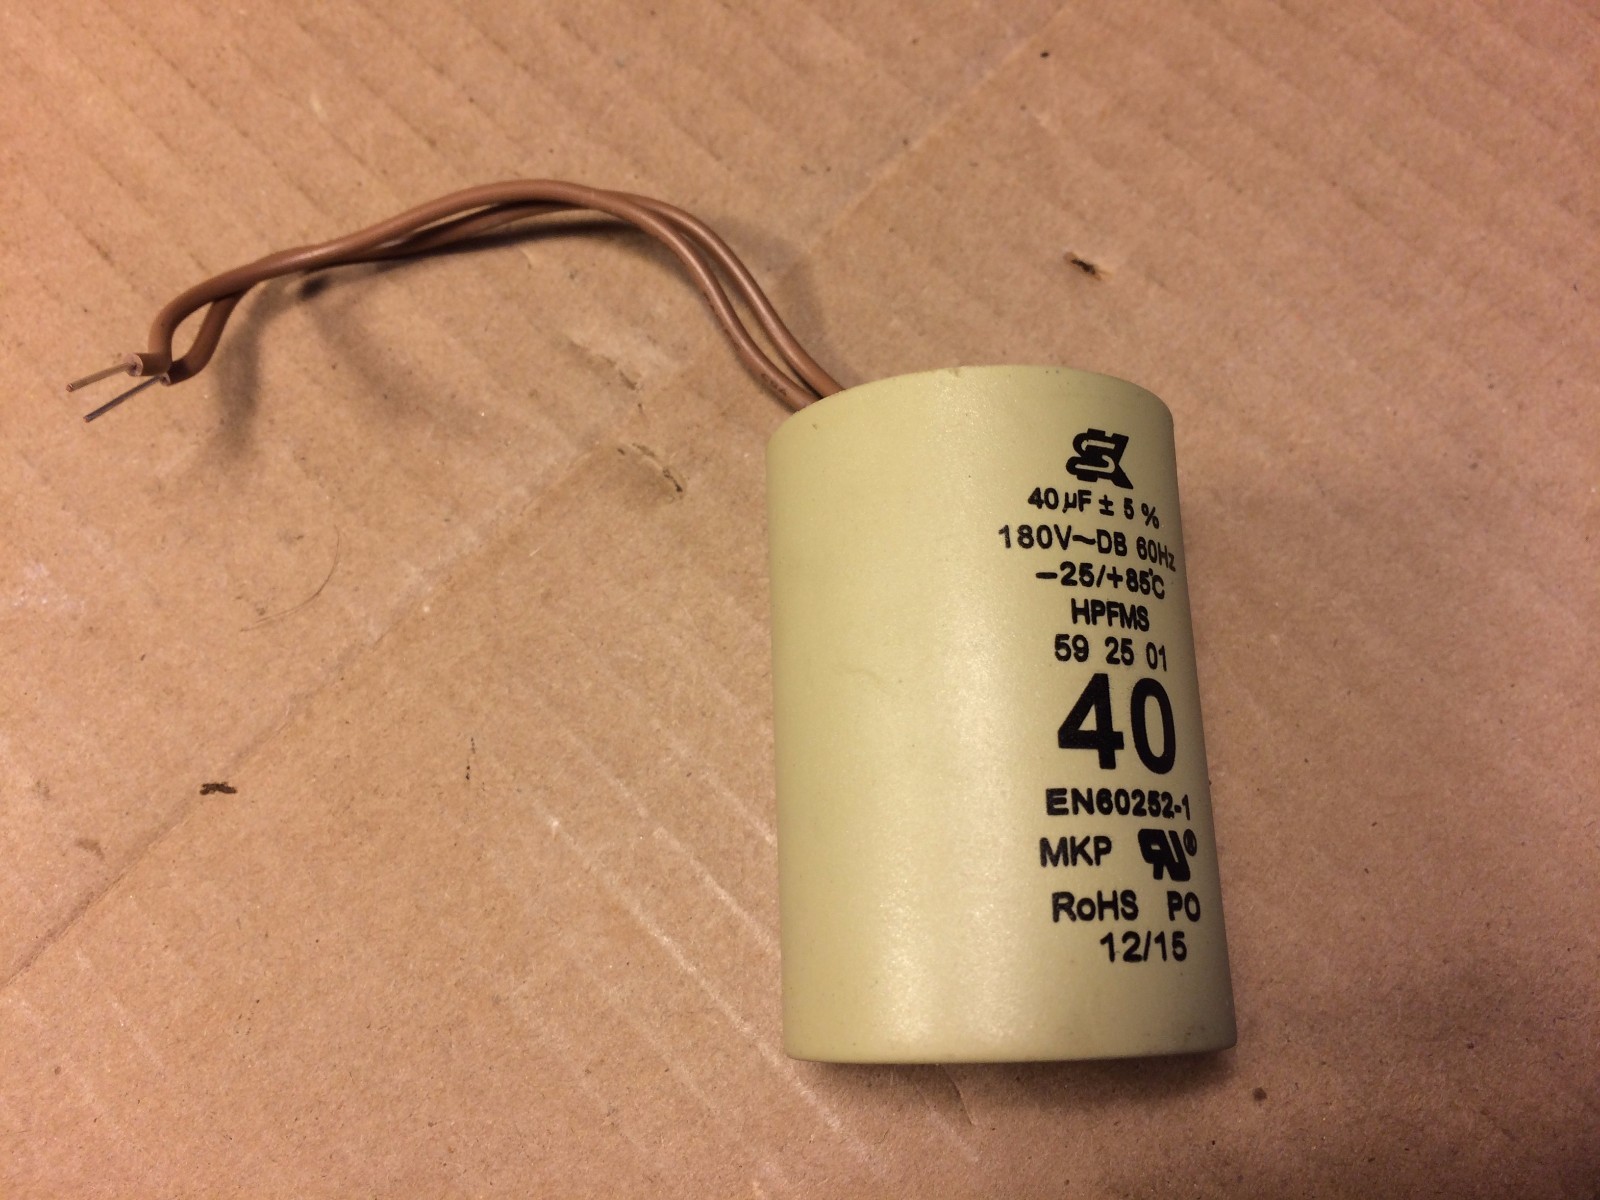 40µF ± 5 %
180V~DB 60Hz
-25/+85°C
HPFMS
59 25 01
40
EN60252-1
MKP RU®
RoHS PO
12/15